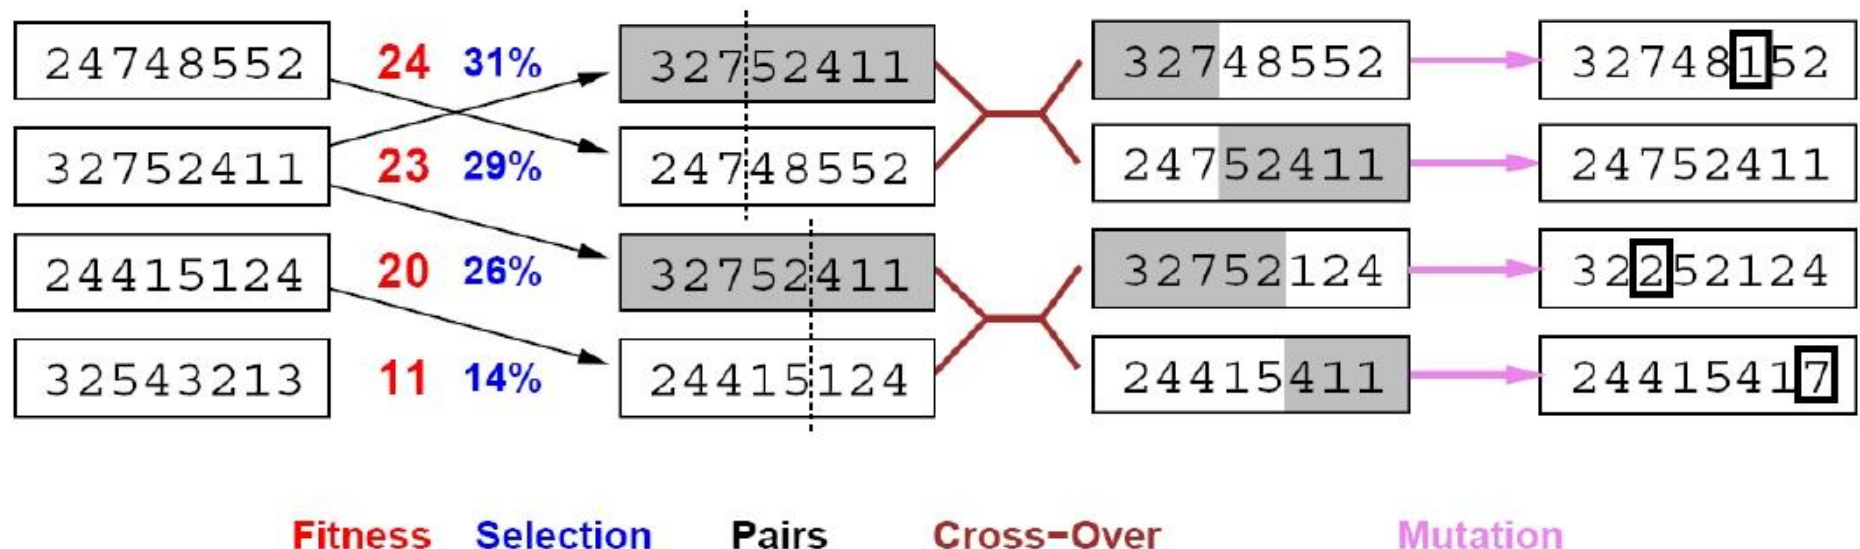 24748552 24 31% 32752411 32748552 32748152
32752411 23 29% 24748552 24752411 24752411
24415124 20 26% 32752411 32752124 32252124
32543213 11 14% 24415124 24415411 24415417
Fitness Selection Pairs Cross-Over Mutation